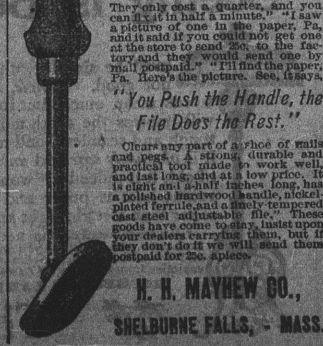 They only cost a quarter, and you
can fix it in half a minute." "I saw
a picture of one in the paper, Pa,
and it said if you could not get one
at the store to send 25c. to the fac-
tory and they would send one by
mail postpaid." "I'll find the paper,
Pa. Here's the picture. See, it says,
"You Push the Handle, the
File Does the Rest."
Clears any part of a shoe of nails
and pegs. A strong, durable and
practical tool made to work well,
and last long, and at a low price. It
is eight and a-half inches long, has
a polished hardwood handle, nickel-
plated ferrule, and a finely-tempered
cast steel adjustable file." These
goods have come to stay, insist upon
your dealers carrying them, but if
they don't do it we will send them
postpaid for 25c. apiece.
H. H. MAYHEW CO.,
SHELBURNE FALLS, - MASS.